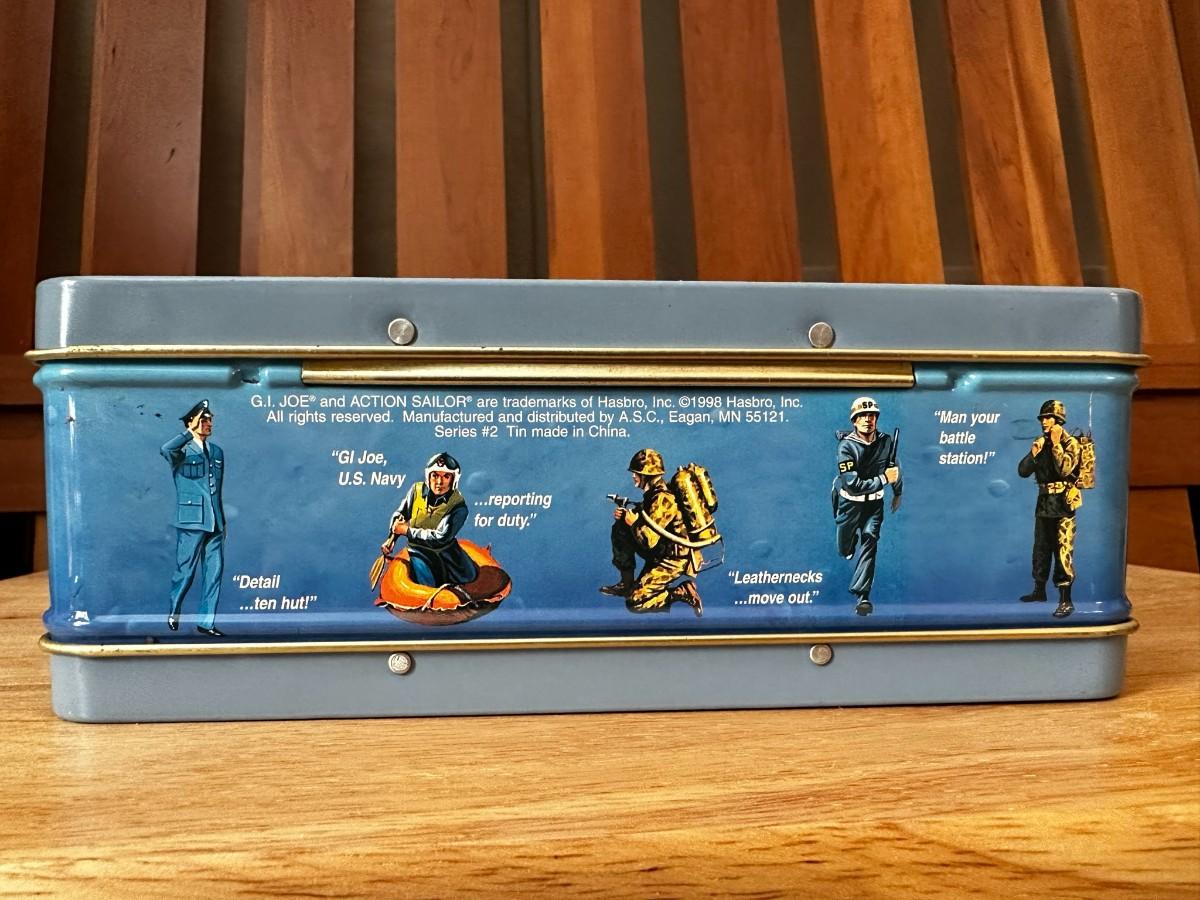 G.I. JOE® and ACTION SAILOR® are trademarks of Hasbro, Inc. ©1998 Hasbro, Inc.
All rights reserved. Manufactured and distributed by A.S.C., Eagan, MN 55121.
Series #2 Tin made in China.
“GI Joe,
U.S. Navy
...reporting
for duty.”
“Detail
...ten hut!”
“Leathernecks
...move out.”
SP
SP
“Man your
battle
station!”